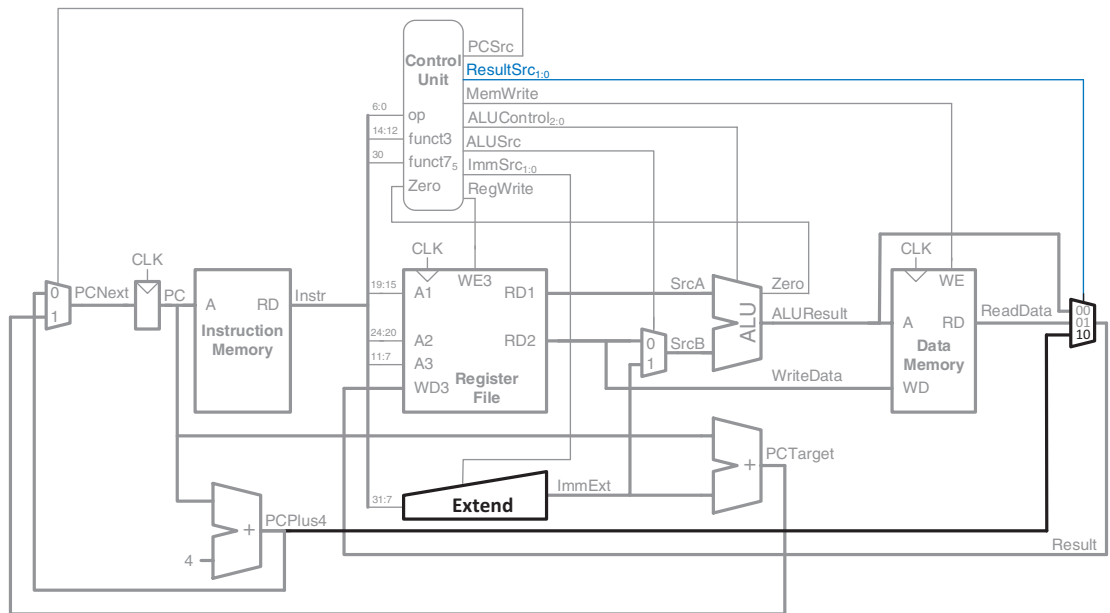 PCSrc
Control
Unit
ResultSrc1:0
MemWrite
6:0
op
ALUControl2:0
14:12
funct3
ALUSrc
30
funct75
ImmSrc1:0
Zero
RegWrite
CLK
CLK
CLK
0
1
PCNext
PC
A
RD
Instr
Instruction
Memory
19:15
A1
WE3
RD1
SrcA
Zero
WE
24:20
A2
RD2
0
1
SrcB
ALU
ALUResult
A
RD
ReadData
00
01
10
11:7
A3
Data
Memory
WD3
Register
File
WriteData
WD
+
PCTarget
31:7
Extend
ImmExt
PCPlus4
+
4
Result